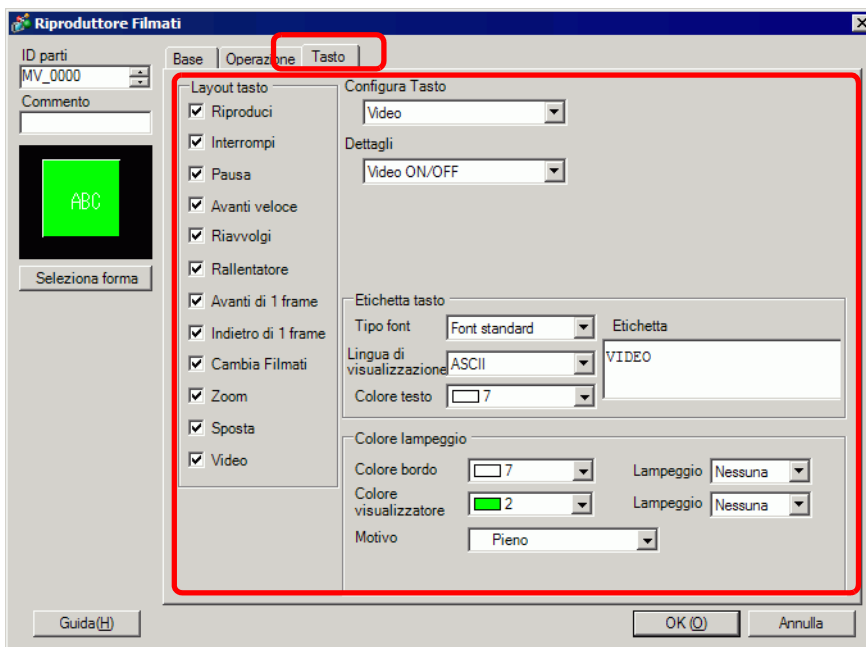 Riproduttore Filmati
ID parti
MV_0000
Commento
ABC
Seleziona forma
Base
Operazione
Tasto
Layout tasto
Riproduci
Interrompi
Pausa
Avanti veloce
Riavvolgi
Rallentatore
Avanti di 1 frame
Indietro di 1 frame
Cambia Filmati
Zoom
Sposta
Video
Configura Tasto
Video
Dettagli
Video ON/OFF
Etichetta tasto
Tipo font
Font standard
Etichetta
Lingua di
visualizzazione
ASCII
VIDEO
Colore testo
7
Colore lampeggio
Colore bordo
7
Lampeggio
Nessuna
Colore
visualizzatore
2
Lampeggio
Nessuna
Motivo
Pieno
Guida(H)
OK (O)
Annulla